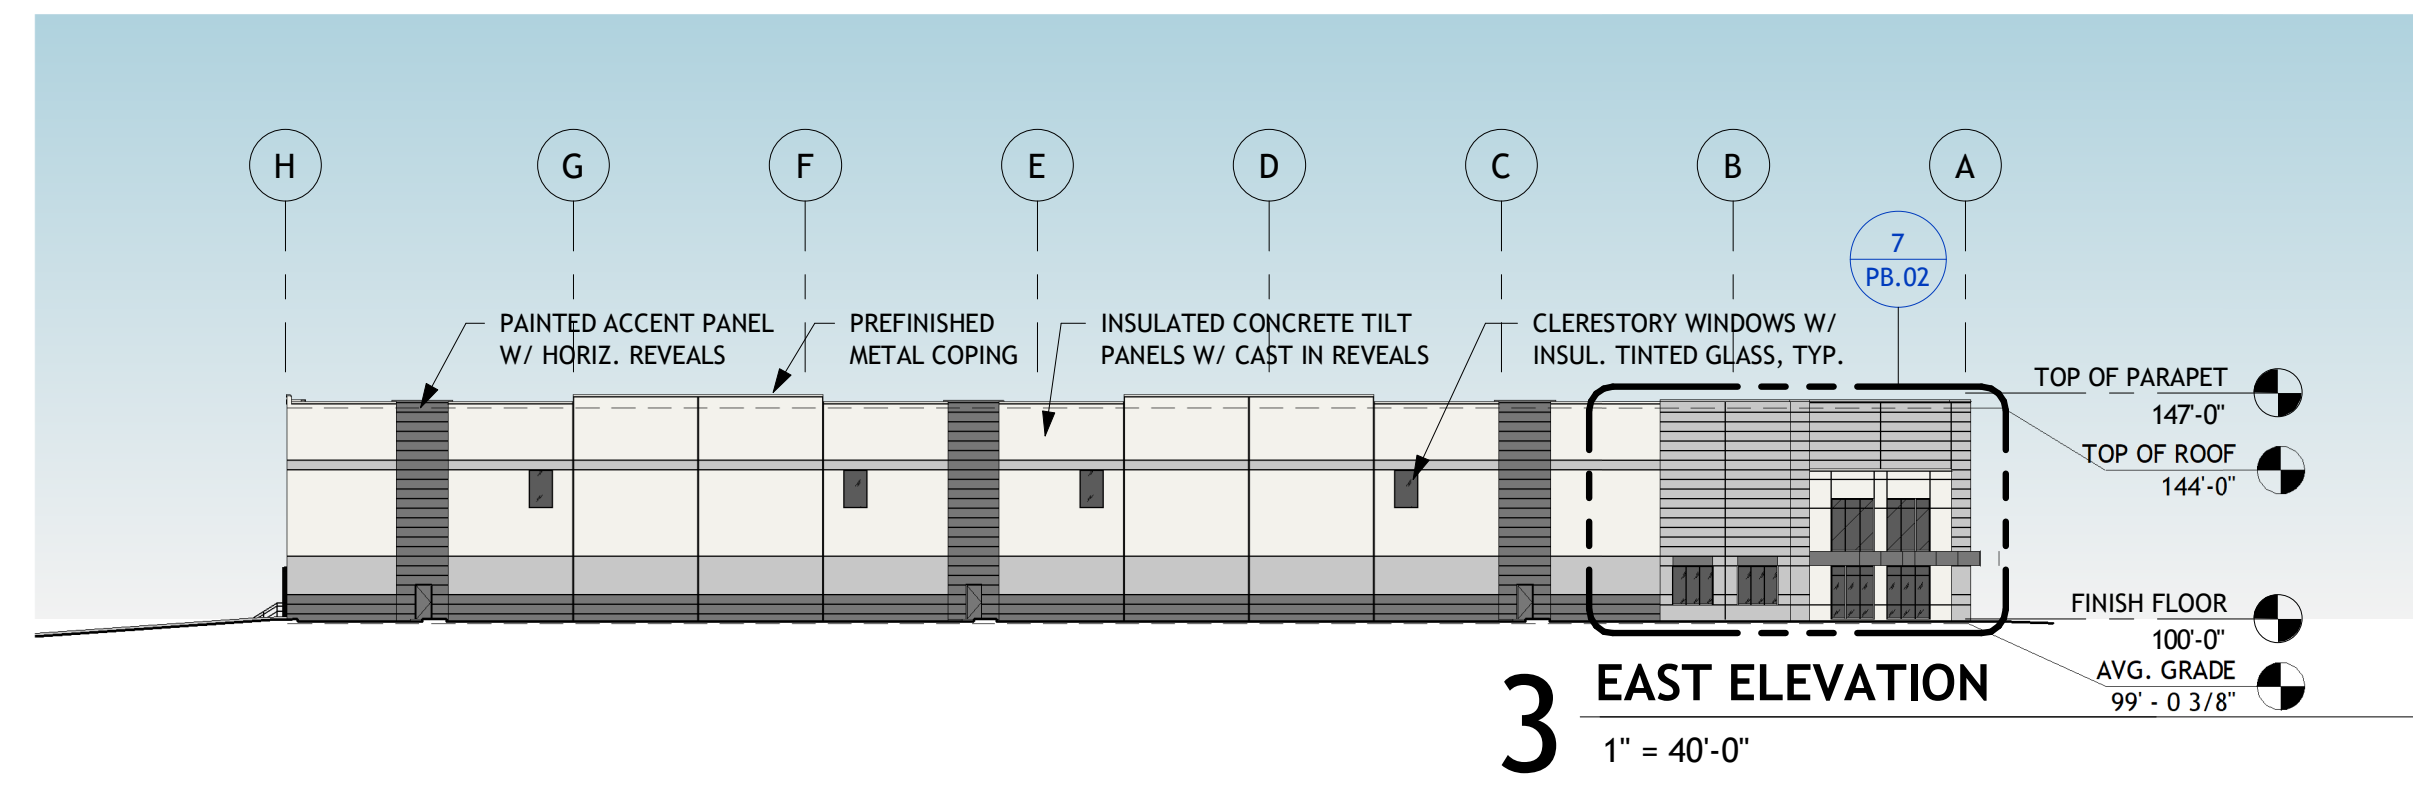 H
G
F
E
D
C
B
A
7
PB.02
PAINTED ACCENT PANEL
W/ HORIZ. REVEALS
PREFINISHED
METAL COPING
INSULATED CONCRETE TILT
PANELS W/ CAST IN REVEALS
CLERESTORY WINDOWS W/
INSUL. TINTED GLASS, TYP.
TOP OF PARAPET
147'-0"
TOP OF ROOF
144'-0"
FINISH FLOOR
100'-0"
AVG. GRADE
99' - 0 3/8"
3
EAST ELEVATION
1" = 40'-0"